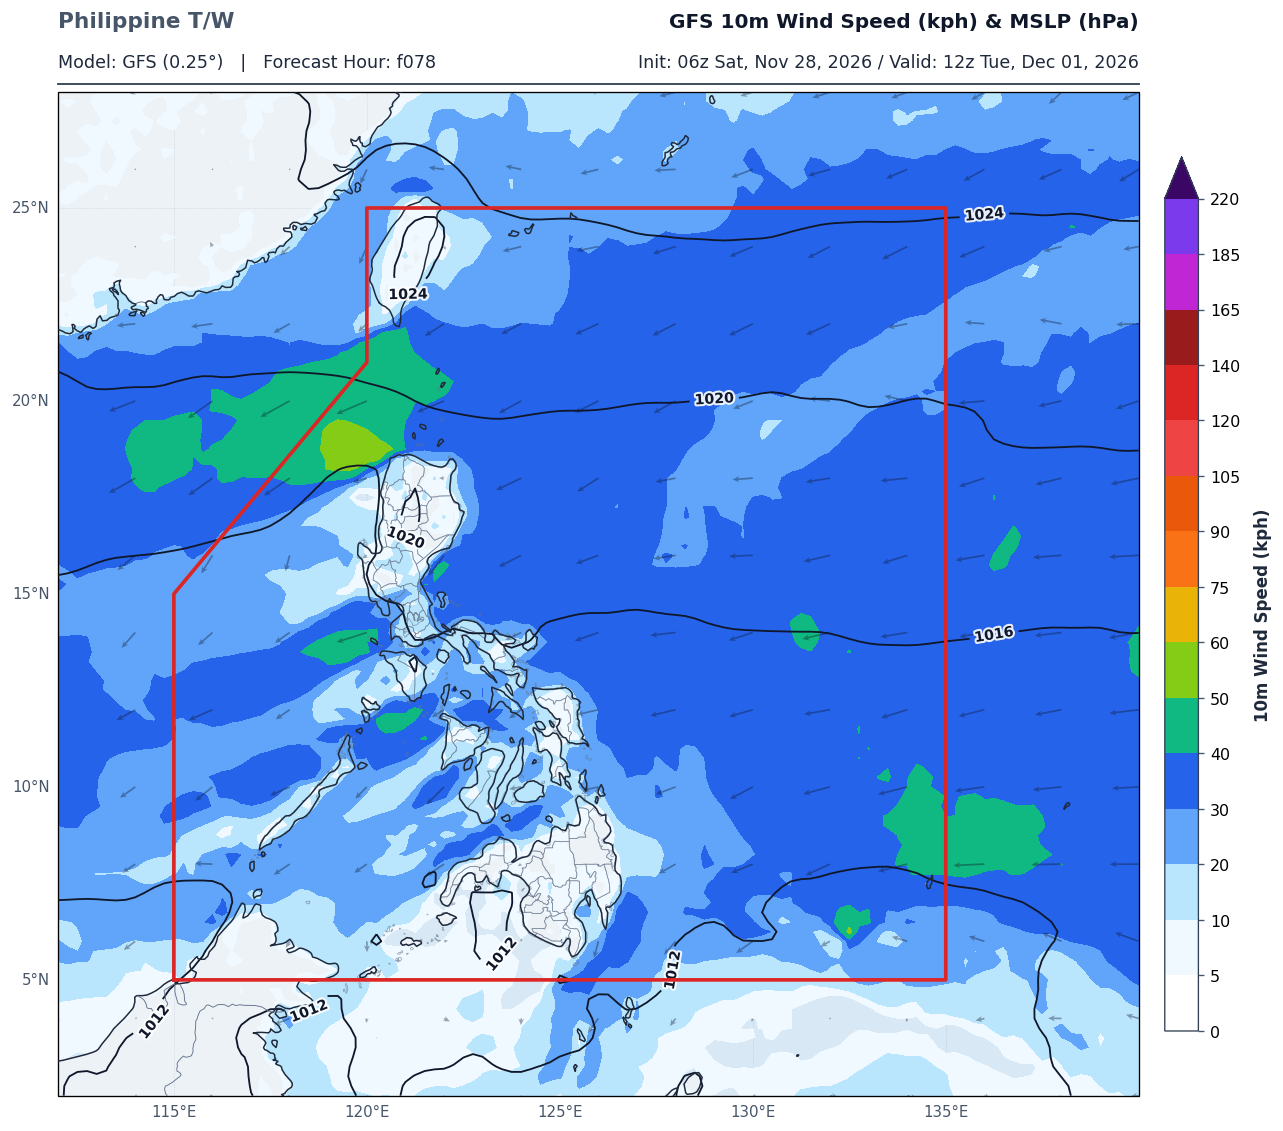 Philippine T/W
GFS 10m Wind Speed (kph) & MSLP (hPa)
Model: GFS (0.25°) | Forecast Hour: f078
Init: 06z Sat, Nov 28, 2026 / Valid: 12z Tue, Dec 01, 2026
25°N
20°N
15°N
10°N
5°N
1024
1024
1020
1020
1016
1012
1012
1012
1012
115°E
120°E
125°E
130°E
135°E
220
185
165
140
120
105
90
75
60
50
40
30
20
10
5
0
10m Wind Speed (kph)